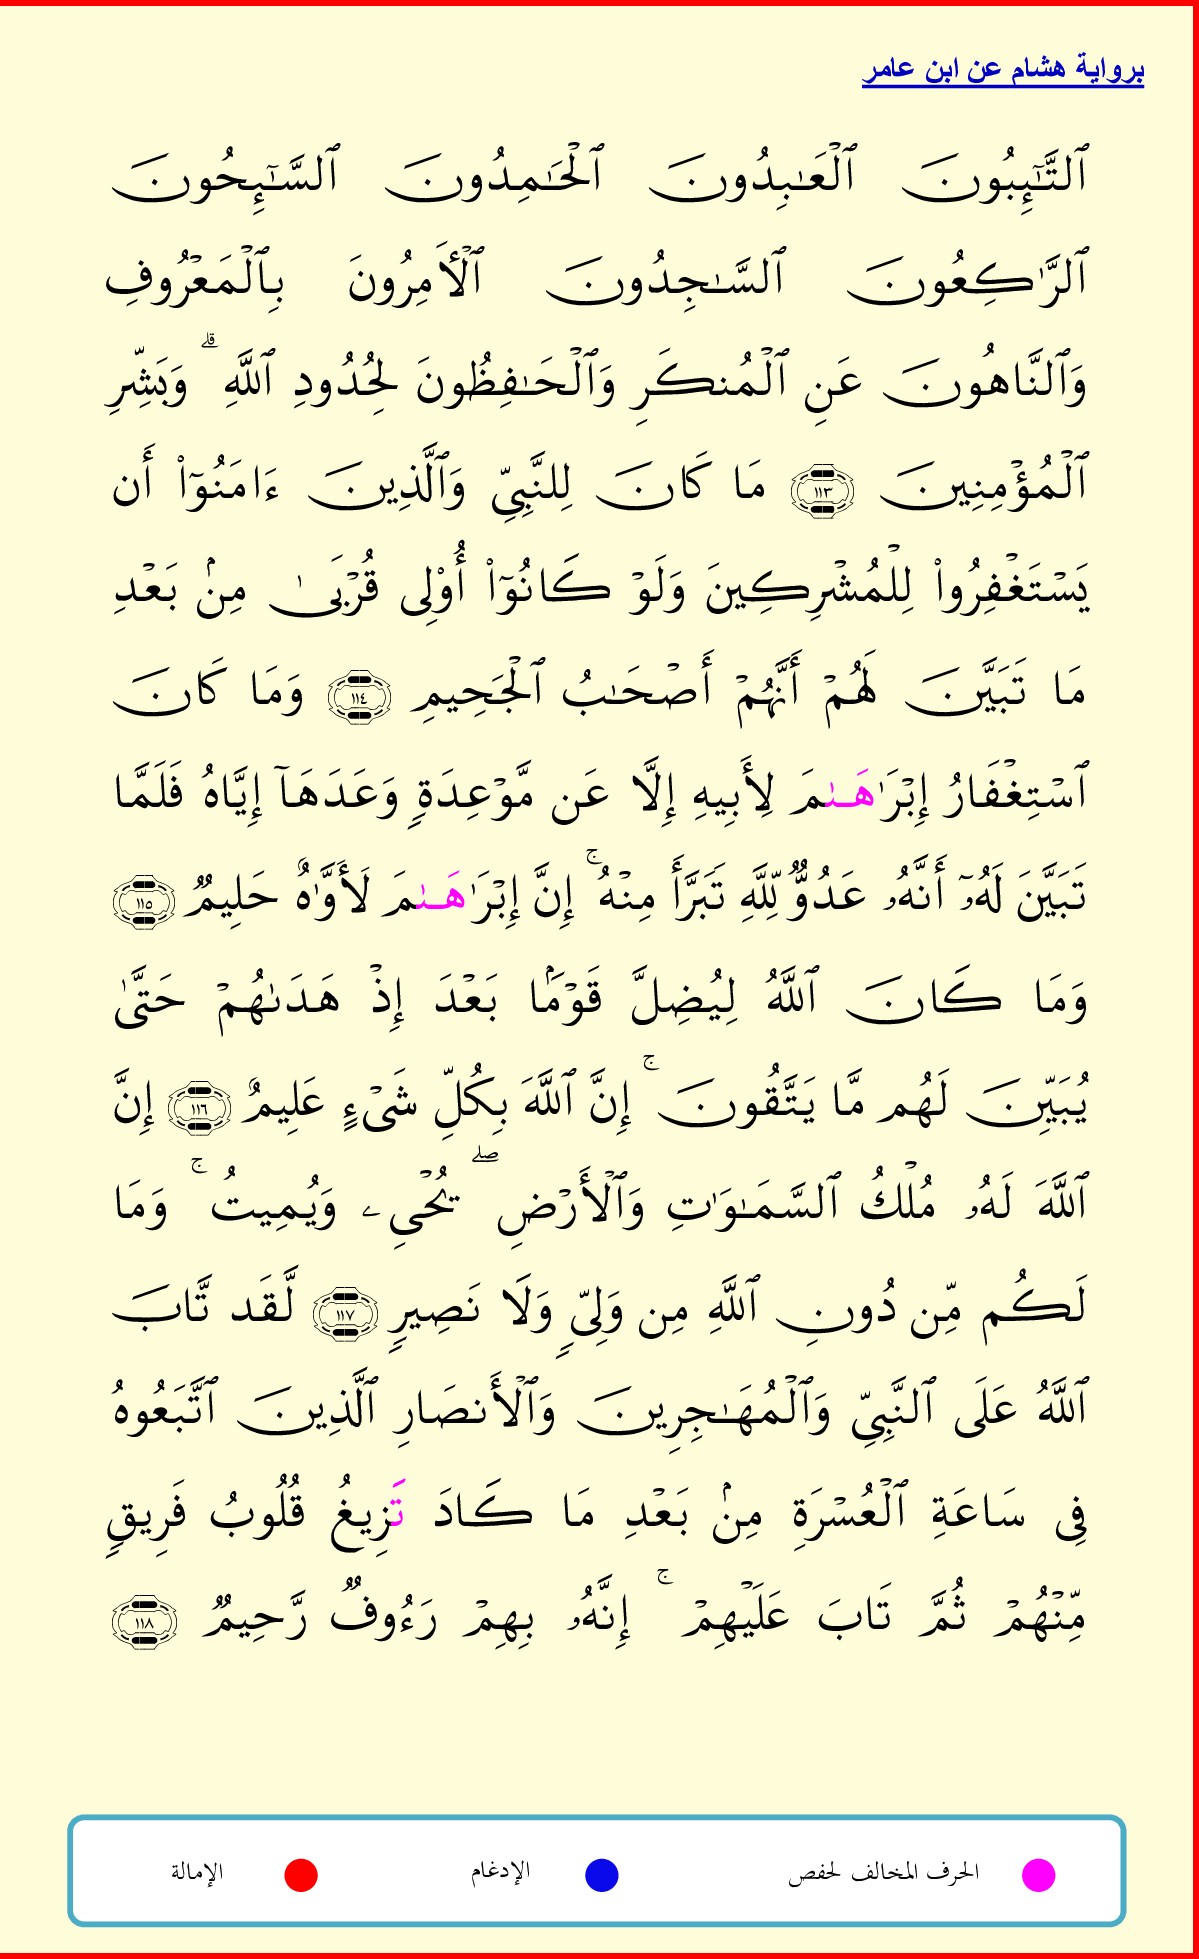 برواية هشام عن ابن عامر
ٱلتَّـٰٓئِبُونَ ٱلْعَـٰبِدُونَ ٱلْحَـٰمِدُونَ ٱلسَّـٰٓئِحُونَ
ٱلرَّٰكِعُونَ ٱلسَّـٰجِدُونَ ٱلْأَمِرُونَ بِٱلْمَعْرُوفِ
وَٱلنَّاهُونَ عَنِ ٱلْمُنكَرِ وَٱلْحَـٰفِظُونَ لِحُدُودِ ٱللَّهِ ۗ وَبَشِّرِ
ٱلْمُؤْمِنِينَ ١١٣ مَا كَانَ لِلنَّبِىِّ وَٱلَّذِينَ ءَامَنُوٓاْ أَن
يَسْتَغْفِرُواْ لِلْمُشْرِكِينَ وَلَوْ كَانُوٓاْ أُوْلِى قُرْبَىٰ مِنۢ بَعْدِ
مَا تَبَيَّنَ لَهُمْ أَنَّهُمْ أَصْحَـٰبُ ٱلْجَحِيمِ ١١٤ وَمَا كَانَ
ٱسْتِغْفَارُ إِبْرَٰهَـٰمَ لِأَبِيهِ إِلَّا عَن مَّوْعِدَةٍ وَعَدَهَآ إِيَّاهُ فَلَمَّا
تَبَيَّنَ لَهُۥٓ أَنَّهُۥ عَدُوٌّ لِّلَّهِ تَبَرَّأَ مِنْهُ ۚ إِنَّ إِبْرَٰهَـٰمَ لَأَوَّٰهٌ حَلِيمٌ ١١٥
وَمَا كَانَ ٱللَّهُ لِيُضِلَّ قَوْمَۢا بَعْدَ إِذْ هَدَىٰهُمْ حَتَّىٰ
يُبَيِّنَ لَهُم مَّا يَتَّقُونَ ۚ إِنَّ ٱللَّهَ بِكُلِّ شَىْءٍ عَلِيمٌ ١١٦ إِنَّ
ٱللَّهَ لَهُۥ مُلْكُ ٱلسَّمَـٰوَٰتِ وَٱلْأَرْضِ ۖ يُحْىِۦ وَيُمِيتُ ۚ وَمَا
لَكُم مِّن دُونِ ٱللَّهِ مِن وَلِىٍّ وَلَا نَصِيرٍ ١١٧ لَّقَد تَّابَ
ٱللَّهُ عَلَى ٱلنَّبِىِّ وَٱلْمُهَـٰجِرِينَ وَٱلْأَنصَارِ ٱلَّذِينَ ٱتَّبَعُوهُ
فِى سَاعَةِ ٱلْعُسْرَةِ مِنۢ بَعْدِ مَا كَادَ تَزِيغُ قُلُوبُ فَرِيقٍ
مِّنْهُمْ ثُمَّ تَابَ عَلَيْهِمْ ۚ إِنَّهُۥ بِهِمْ رَءُوفٌ رَّحِيمٌ ١١٨
الحرف المخالف لحفص الإدغام الإمالة